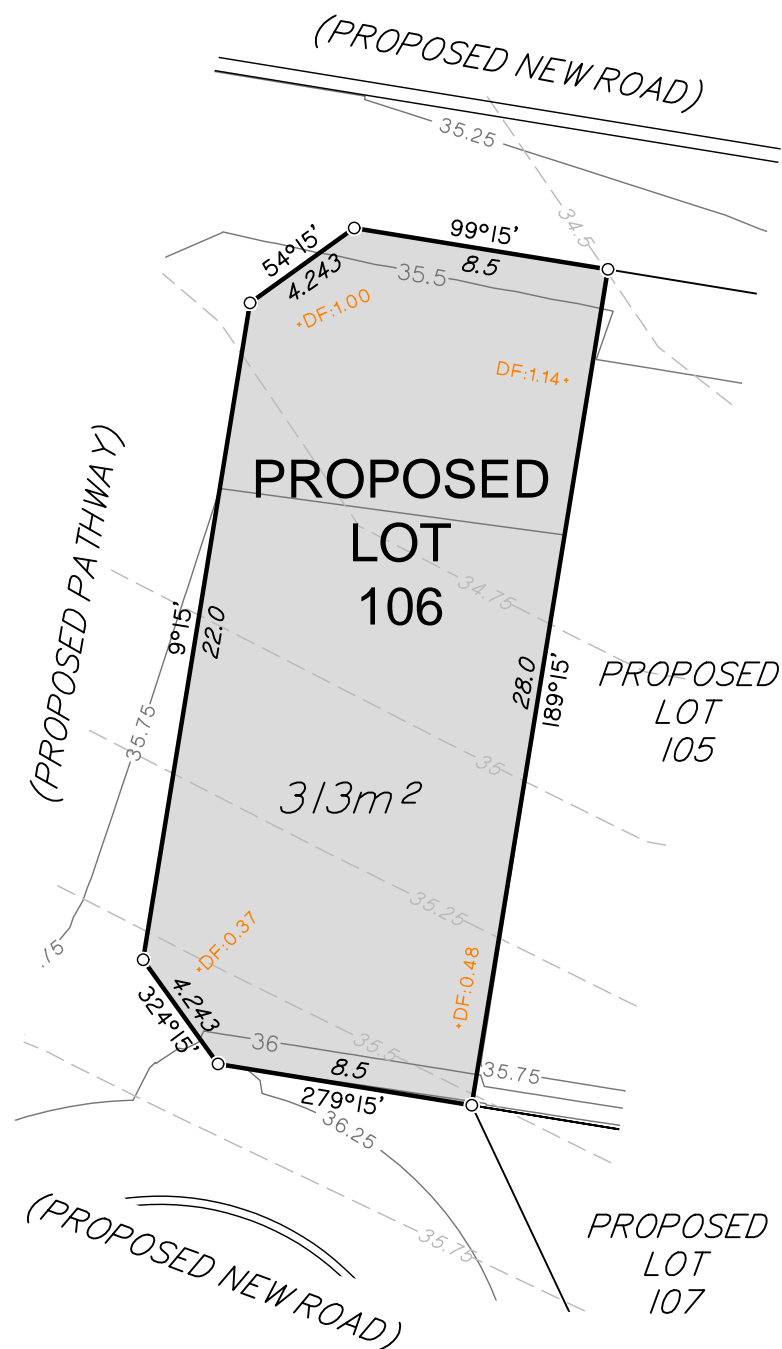 (PROPOSED NEW ROAD)
35.25
34.5
54°15'
4.243
99°15'
8.5
35.5
DF:1.00
DF:1.14
PROPOSED
LOT
106
(PROPOSED PATHWAY)
34.75
9°15'
22.0
28.0
189°15'
PROPOSED
LOT
105
35.75
35
313m²
35.25
DF:0.37
DF:0.48
.75
4.243
324°15'
36
35.5
8.5
279°15'
35.75
36.25
(PROPOSED NEW ROAD)
35.75
PROPOSED
LOT
107